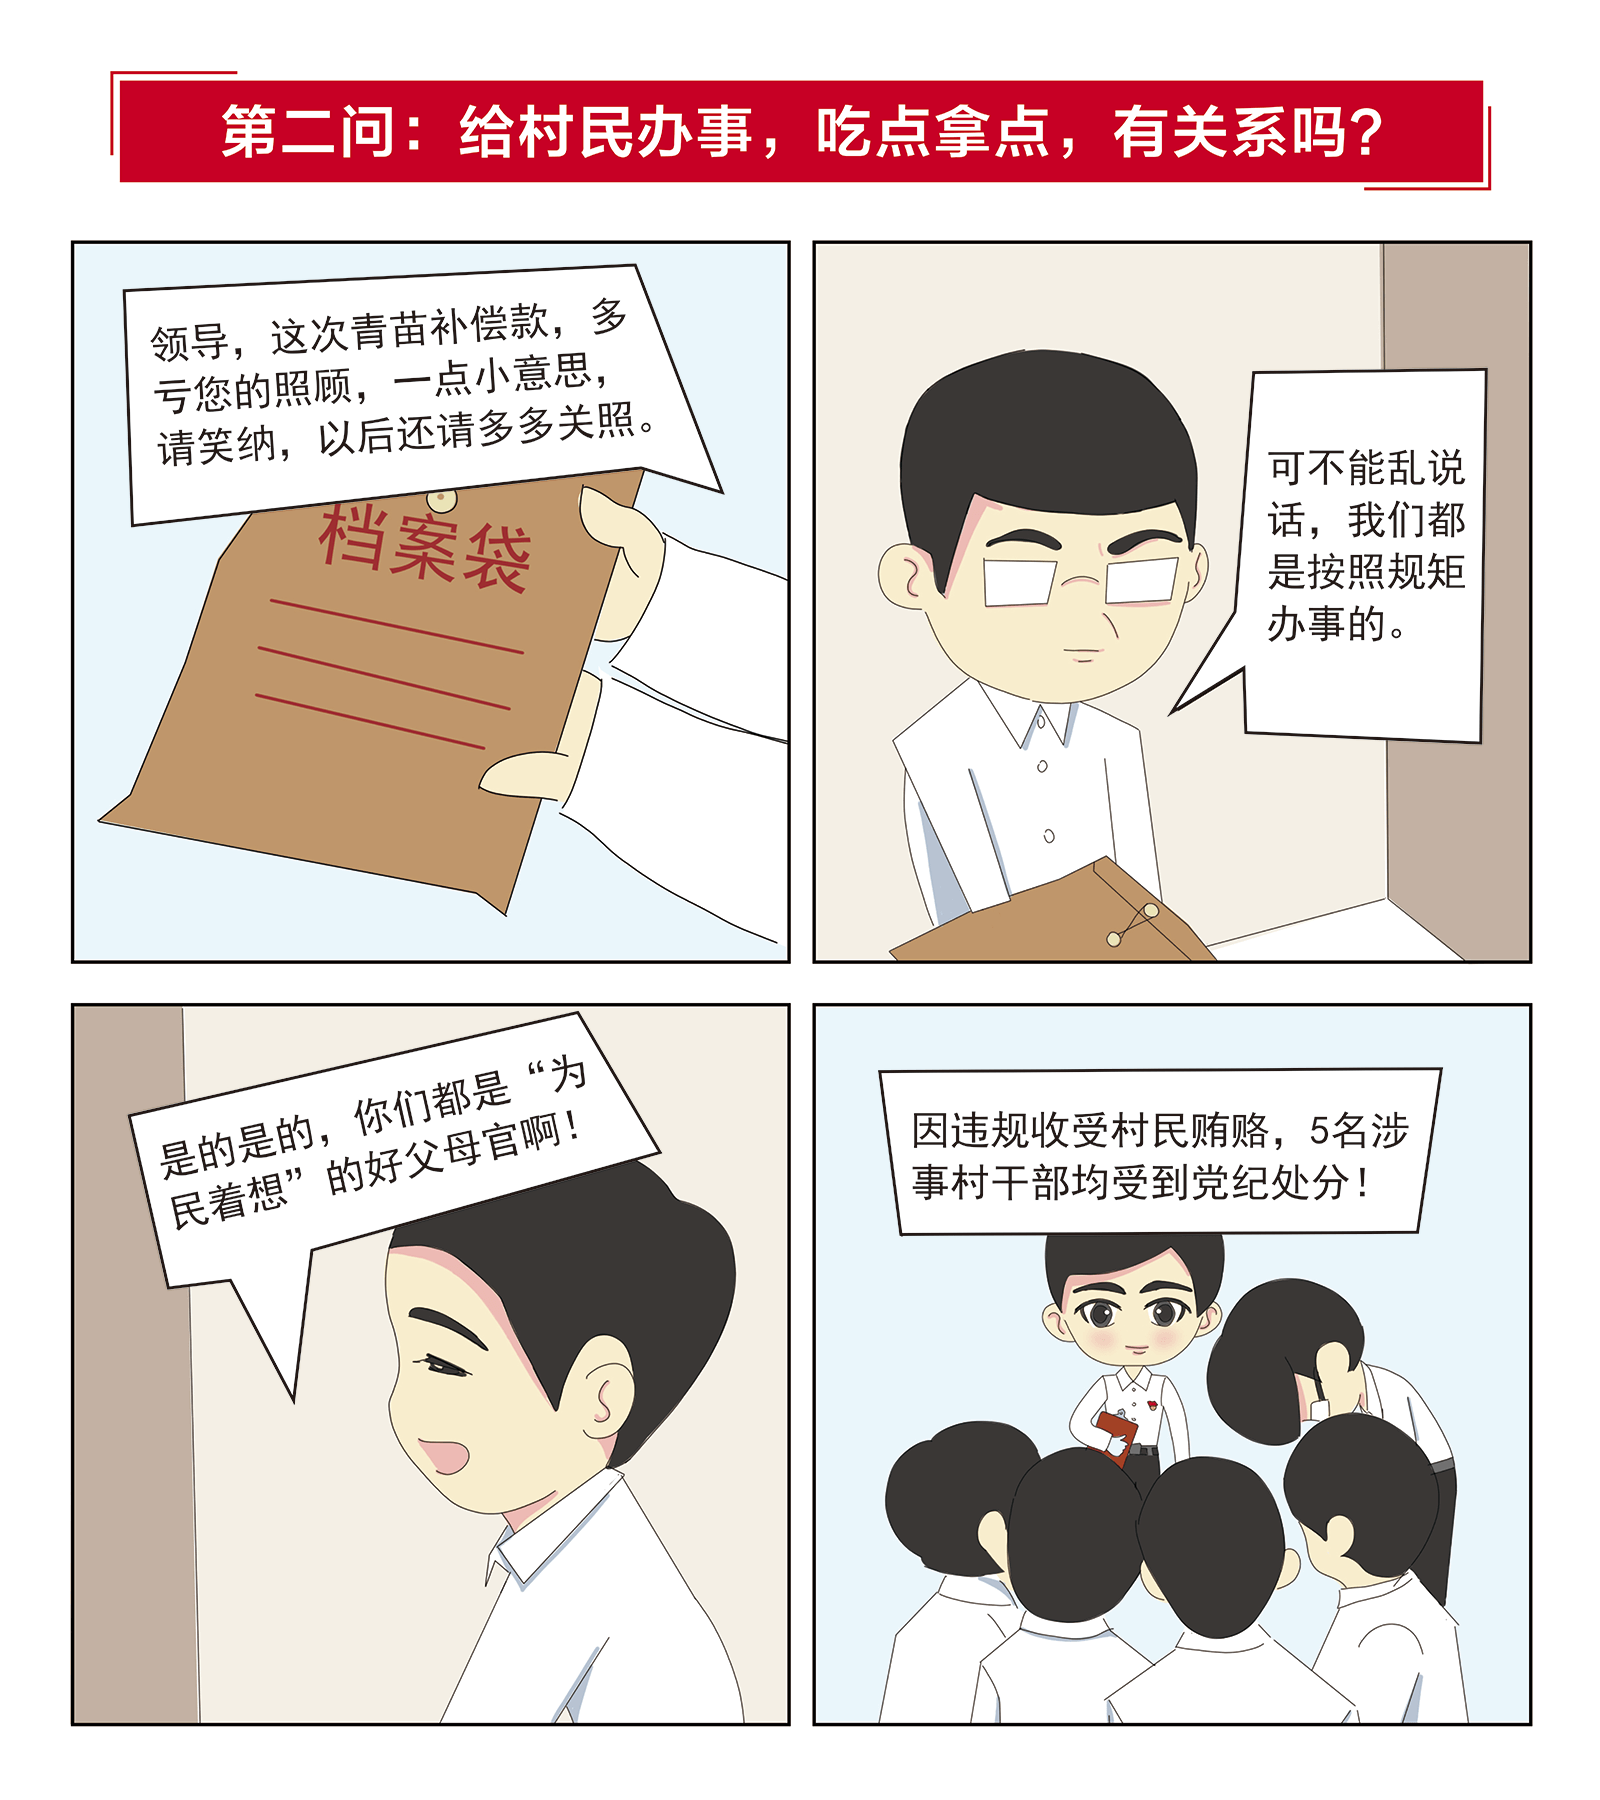 第二问：给村民办事，吃点拿点，有关系吗？
领导，这次青苗补偿款，多
亏您的照顾，一点小意思，
请笑纳，以后还请多多关照。
档案袋
可不能乱说
话，我们都
是按照规矩
办事的。
是的是的，你们都是“为
民着想”的好父母官啊！
因违规收受村民贿赂，5名涉
事村干部均受到党纪处分！